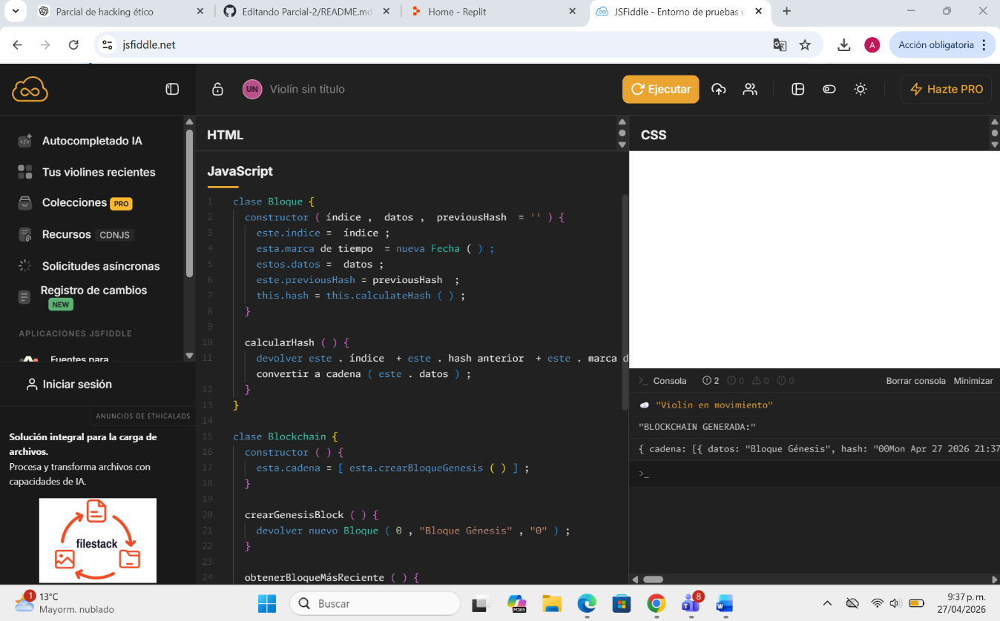 Parcial de hacking ético
Editando Parcial-2/README.md
Home - Replit
JSFiddle - Entorno de pruebas
jsfiddle.net
A
Acción obligatoria
UN
Violín sin título
Ejecutar
Hazte PRO
Autocompletado IA
Tus violines recientes
Colecciones PRO
Recursos CDNJS
Solicitudes asíncronas
Registro de cambios
NEW
APLICACIONES JSFIDDLE
Fuentes para
Iniciar sesión
ANUNCIOS DE ETHICALADS
Solución integral para la carga de
archivos.
Procesa y transforma archivos con
capacidades de IA.
filestack
HTML
JavaScript
1 clase Bloque {
2 constructor ( índice , datos , previousHash = '' ) {
3 este.índice = índice ;
4 esta.marca de tiempo = nueva Fecha ( ) ;
5 estos.datos = datos ;
6 este.previousHash = previousHash ;
7 this.hash = this.calculateHash ( ) ;
8 }
9
10 calcularHash ( ) {
11 devolver este . índice + este . hash anterior + este . marca d
convertir a cadena ( este . datos ) ;
12 }
13 }
14
15 clase Blockchain {
16 constructor ( ) {
17 esta.cadena = [ esta.crearBloqueGenesis ( ) ] ;
18 }
19
20 crearGenesisBlock ( ) {
21 devolver nuevo Bloque ( 0 , "Bloque Génesis" , "0" ) ;
22 }
23
24 obtenerBloqueMásReciente ( ) {
CSS
>_ Consola 2 0 0 0 Borrar consola Minimizar
"Violín en movimiento"
"BLOCKCHAIN GENERADA:"
{ cadena: [{ datos: "Bloque Génesis", hash: "00Mon Apr 27 2026 21:37
>_
1
13°C
Mayorm. nublado
Buscar
M365
8
9:37 p. m.
27/04/2026